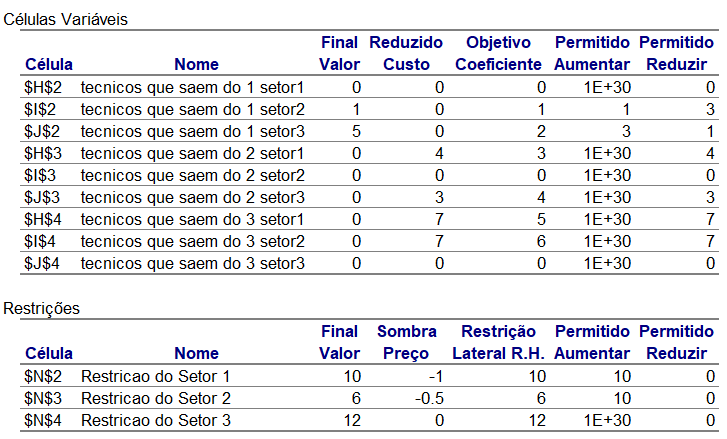 Células Variáveis
Final Reduzido Objetivo Permitido Permitido
Célula Nome Valor Custo Coeficiente Aumentar Reduzir
$H$2 tecnicos que saem do 1 setor1 0 0 0 1E+30 0
$I$2 tecnicos que saem do 1 setor2 1 0 1 1 3
$J$2 tecnicos que saem do 1 setor3 5 0 2 3 1
$H$3 tecnicos que saem do 2 setor1 0 4 3 1E+30 4
$I$3 tecnicos que saem do 2 setor2 0 0 0 1E+30 0
$J$3 tecnicos que saem do 2 setor3 0 3 4 1E+30 3
$H$4 tecnicos que saem do 3 setor1 0 7 5 1E+30 7
$I$4 tecnicos que saem do 3 setor2 0 7 6 1E+30 7
$J$4 tecnicos que saem do 3 setor3 0 0 0 1E+30 0
Restrições
Final Sombra Restrição Permitido Permitido
Célula Nome Valor Preço Lateral R.H. Aumentar Reduzir
$N$2 Restricao do Setor 1 10 -1 10 10 0
$N$3 Restricao do Setor 2 6 -0.5 6 10 0
$N$4 Restricao do Setor 3 12 0 12 1E+30 0